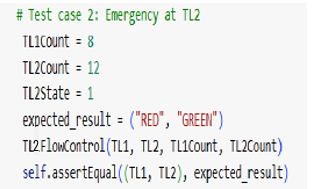 # Test case 2: Emergency at TL2
TL1Count = 8
TL2Count = 12
TL2State = 1
expected_result = ("RED", "GREEN")
TL2FlowControl(TL1, TL2, TL1Count, TL2Count)
self.assertEqual((TL1, TL2), expected_result)